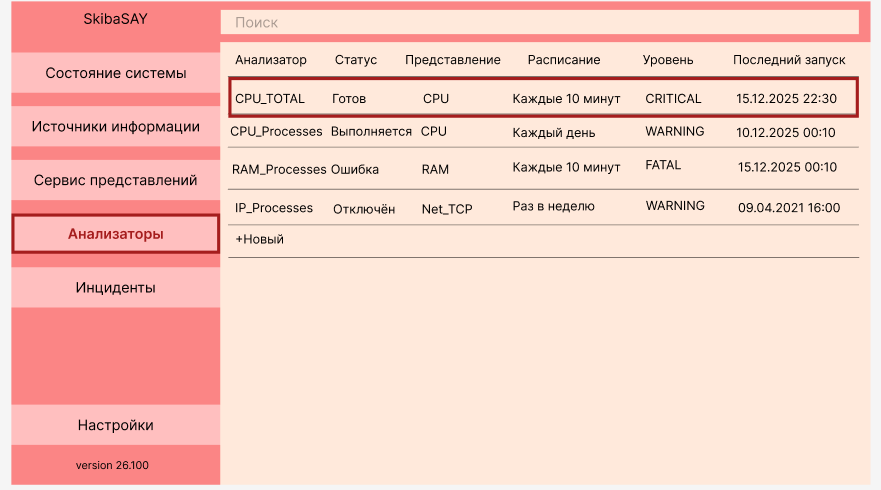 SkibaSAY
Поиск
Состояние системы
Источники информации
Сервис представлений
Анализаторы
Инциденты
Настройки
version 26.100
Анализатор Статус Представление Расписание Уровень Последний запуск
CPU_TOTAL Готов CPU Каждые 10 минут CRITICAL 15.12.2025 22:30
CPU_Processes Выполняется CPU Каждый день WARNING 10.12.2025 00:10
RAM_Processes Ошибка RAM Каждые 10 минут FATAL 15.12.2025 00:10
IP_Processes Отключён Net_TCP Раз в неделю WARNING 09.04.2021 16:00
+Новый